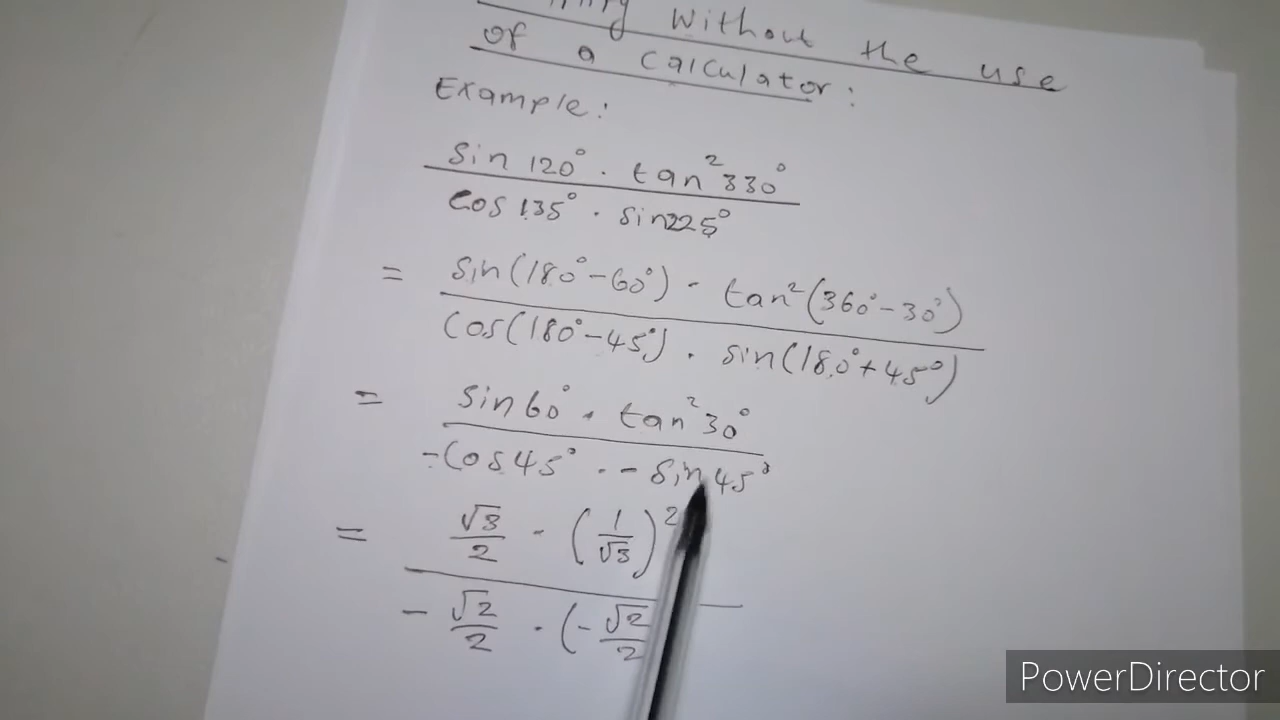 without the use
of a calculator:
Example:
sin 120° · tan² 330°
cos 135° · sin 225°
= sin(180° - 60°) · tan²(360° - 30°)
cos(180° - 45°) · sin(180° + 45°)
= sin 60° · tan² 30°
-cos 45° · - sin 45°
= √3/2 · (1/√3)²
- √2/2 · (- √2/2
PowerDirector